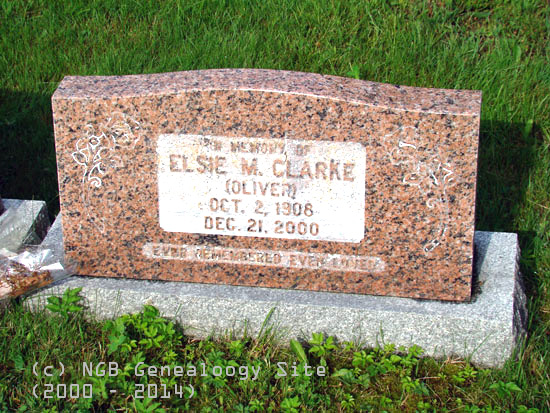 IN MEMORY OF
ELSIE M. CLARKE
(OLIVER)
OCT. 2, 1908
DEC. 21, 2000
EVER REMEMBERED EVER LOVED
(c) NGB Genealoogy Site
(2000 - 2014)